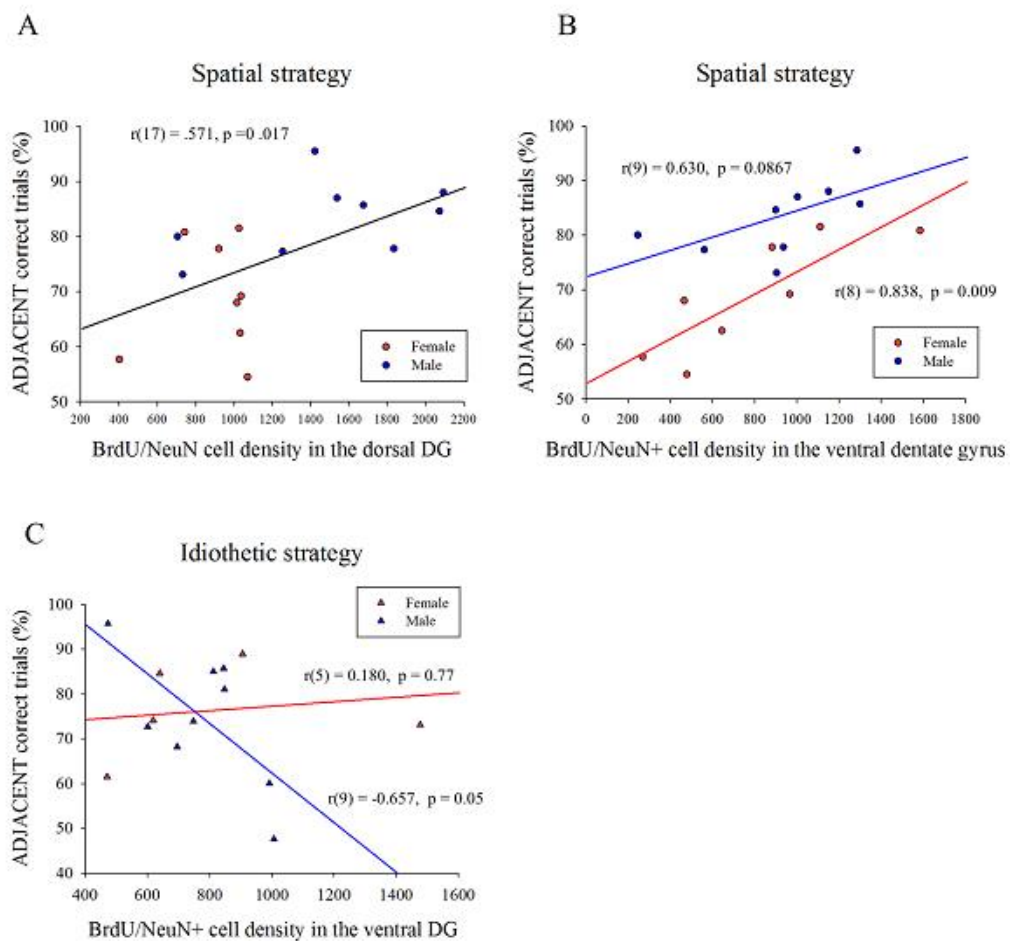 A
Spatial strategy
ADJACENT correct trials (%)
r(17) = .571, p =0 .017
100
90
80
70
60
50
Female
Male
200 400 600 800 1000 1200 1400 1600 1800 2000 2200
BrdU/NeuN cell density in the dorsal DG
B
Spatial strategy
ADJACENT correct trials (%)
100
90
80
70
60
50
r(9) = 0.630, p = 0.0867
r(8) = 0.838, p = 0.009
Female
Male
0 200 400 600 800 1000 1200 1400 1600 1800
BrdU/NeuN+ cell density in the ventral dentate gyrus
C
Idiothetic strategy
ADJACENT correct trials (%)
Female
Male
100
90
80
70
60
50
40
r(5) = 0.180, p = 0.77
r(9) = -0.657, p = 0.05
400 600 800 1000 1200 1400 1600
BrdU/NeuN+ cell density in the ventral DG